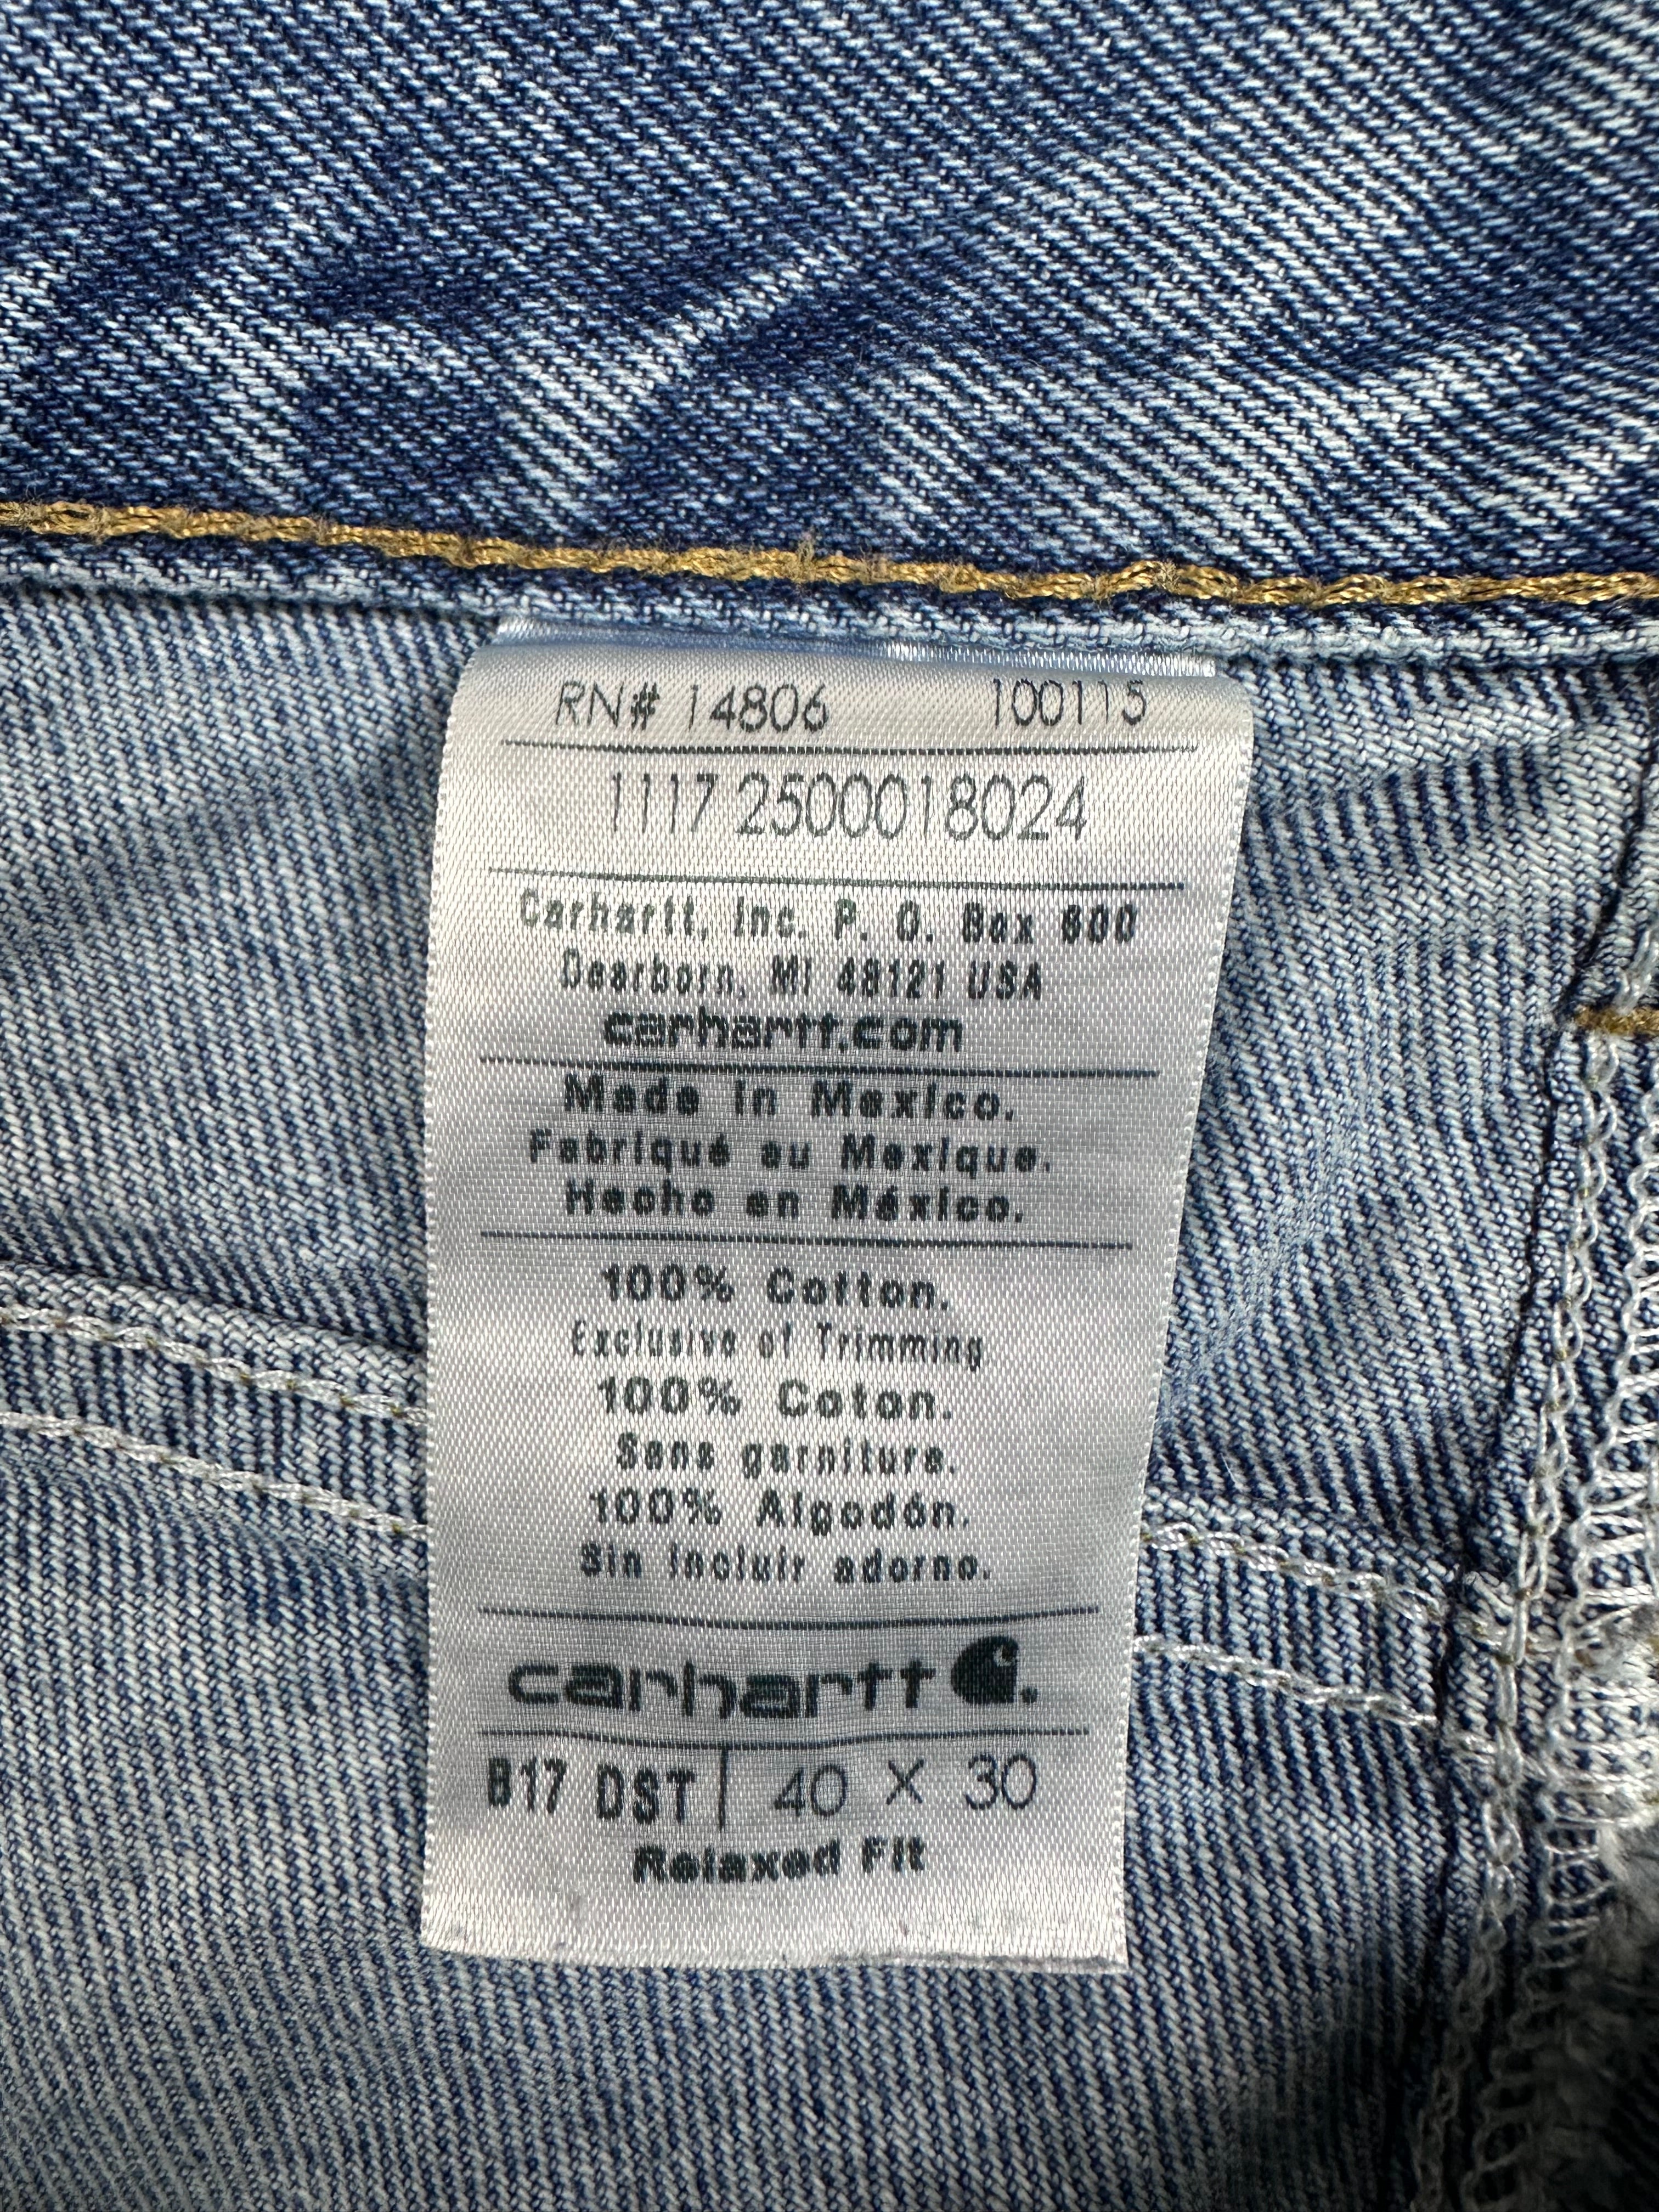 RN# 14806 100115
1117 2500018024
Carhartt, Inc. P. O. Box 600
Dearborn, MI 48121 USA
carhartt.com
Made in Mexico.
Fabriqué au Mexique.
Hecho en México.
100% Cotton.
Exclusive of Trimming
100% Coton.
Sans garniture.
100% Algodón.
Sin incluir adorno.
carhartt
B17 DST | 40 X 30
Relaxed Fit